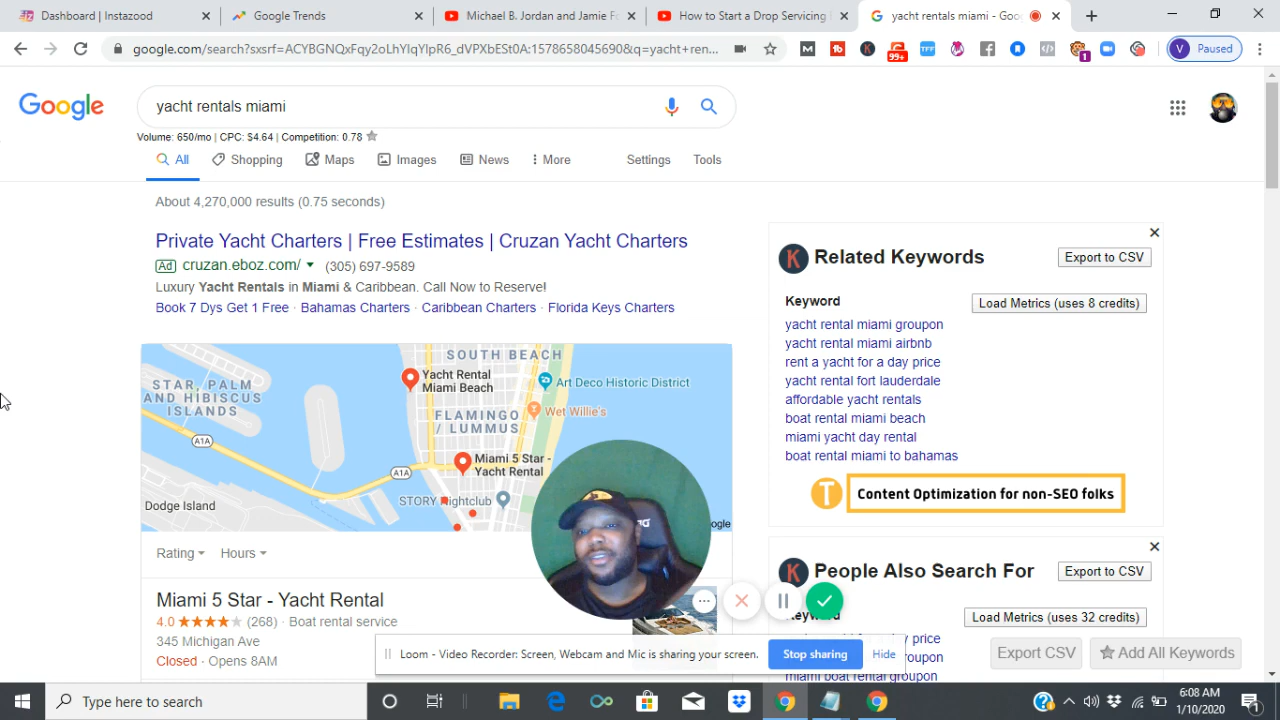 Dashboard | Instazood
Google Trends
Michael B. Jordan and Jamie F
How to Start a Drop Servicing
yacht rentals miami - Goo
google.com/search?sxsrf=ACYBGNQxFqy2oLhYIqYlpR6_dVPXbESt0A:1578658045690&q=yacht+ren...
99+
TFF
1
V Paused
Google
yacht rentals miami
Volume: 650/mo | CPC: $4.64 | Competition: 0.78
All
Shopping
Maps
Images
News
More
Settings
Tools
About 4,270,000 results (0.75 seconds)
Private Yacht Charters | Free Estimates | Cruzan Yacht Charters
Ad cruzan.eboz.com/ (305) 697-9589
Luxury Yacht Rentals in Miami & Caribbean. Call Now to Reserve!
Book 7 Dys Get 1 Free · Bahamas Charters · Caribbean Charters · Florida Keys Charters
SOUTH BEACH
STAR, PALM
AND HIBISCUS
ISLANDS
Yacht Rental
Miami Beach
Art Deco Historic District
FLAMINGO
/ LUMMUS
Wet Willie's
A1A
Miami 5 Star -
Yacht Rental
A1A
STORY Nightclub
Dodge Island
ogle
Rating
Hours
Miami 5 Star - Yacht Rental
4.0 (268) · Boat rental service
345 Michigan Ave
Closed · Opens 8AM
K Related Keywords
Export to CSV
Keyword
Load Metrics (uses 8 credits)
yacht rental miami groupon
yacht rental miami airbnb
rent a yacht for a day price
yacht rental fort lauderdale
affordable yacht rentals
boat rental miami beach
miami yacht day rental
boat rental miami to bahamas
T Content Optimization for non-SEO folks
K People Also Search For
Export to CSV
Keyword
Load Metrics (uses 32 credits)
y price
roupon
miami boat rental groupon
Export CSV
Add All Keywords
Loom - Video Recorder: Screen, Webcam and Mic is sharing your screen.
Stop sharing
Hide
Type here to search
6:08 AM
1/10/2020
1